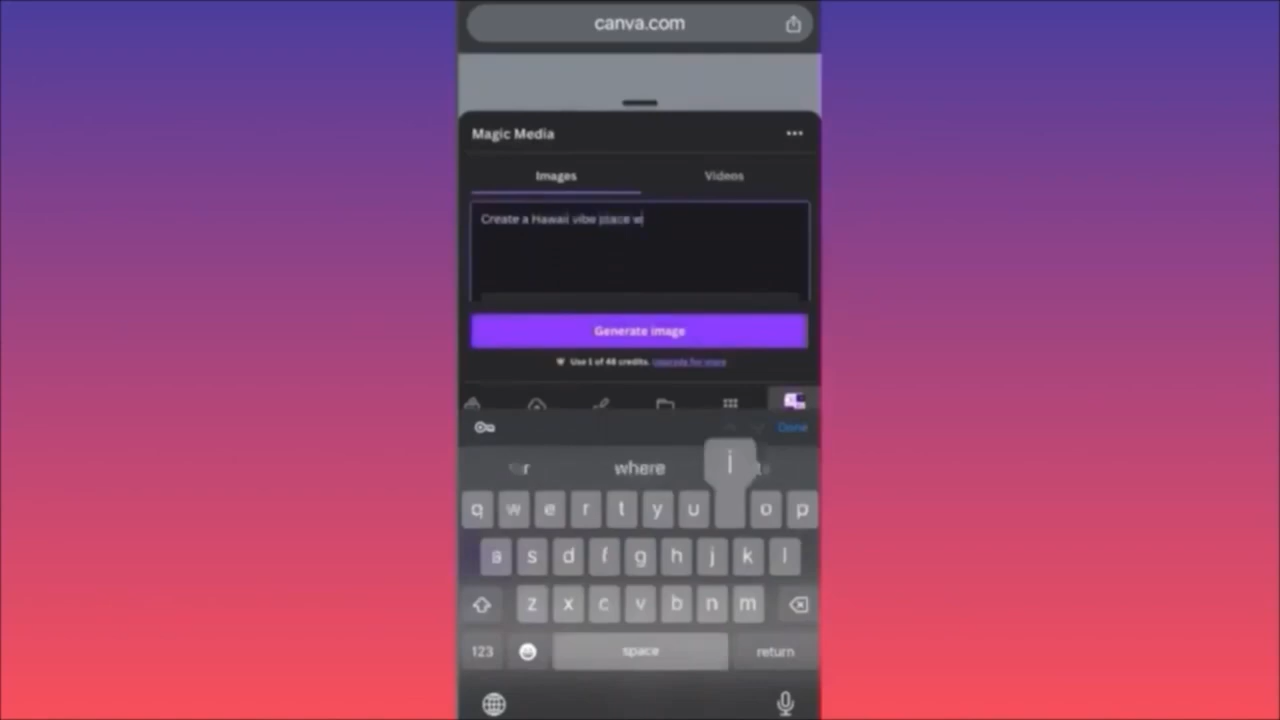 canva.com
Magic Media
Images
Videos
Create a Hawaii vibe place w
Generate image
Use 1 of 48 credits. Upgrade for more
Done
where
i
q w e r t y u o p
a s d f g h j k l
z x c v b n m
123
space
return